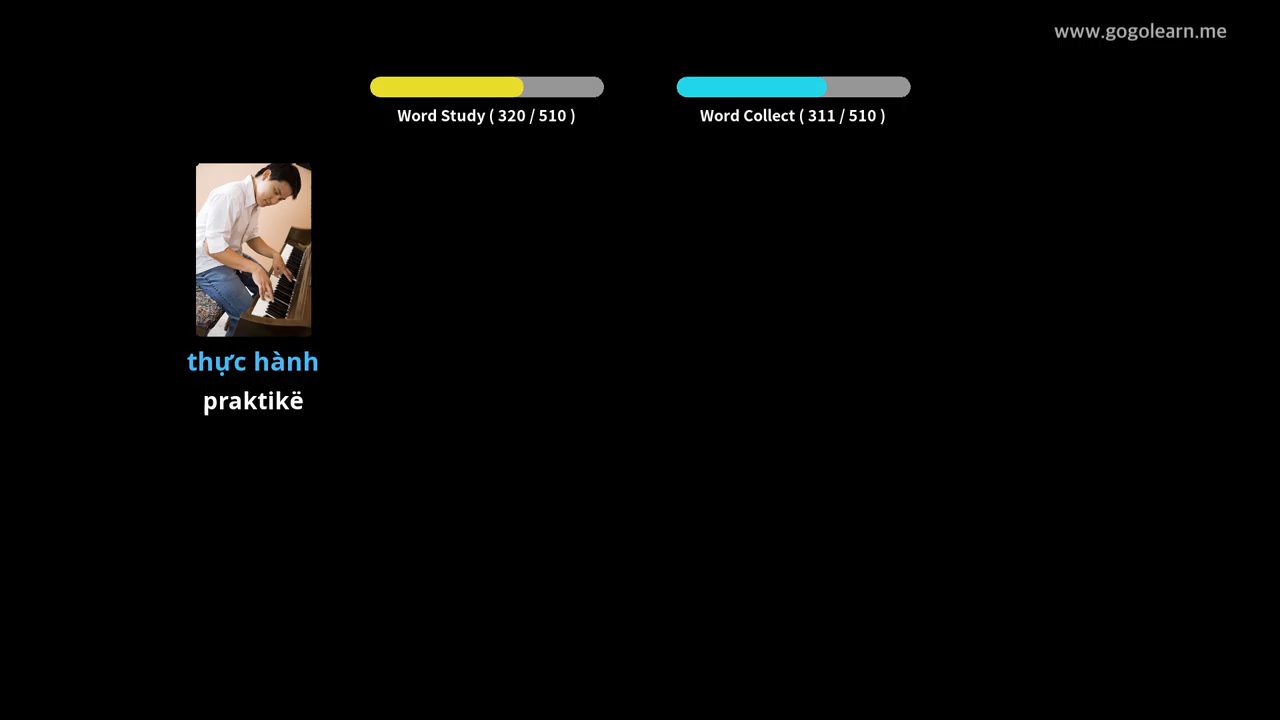 www.gogolearn.me
Word Study ( 320 / 510 )
Word Collect ( 311 / 510 )
thực hành
praktikë